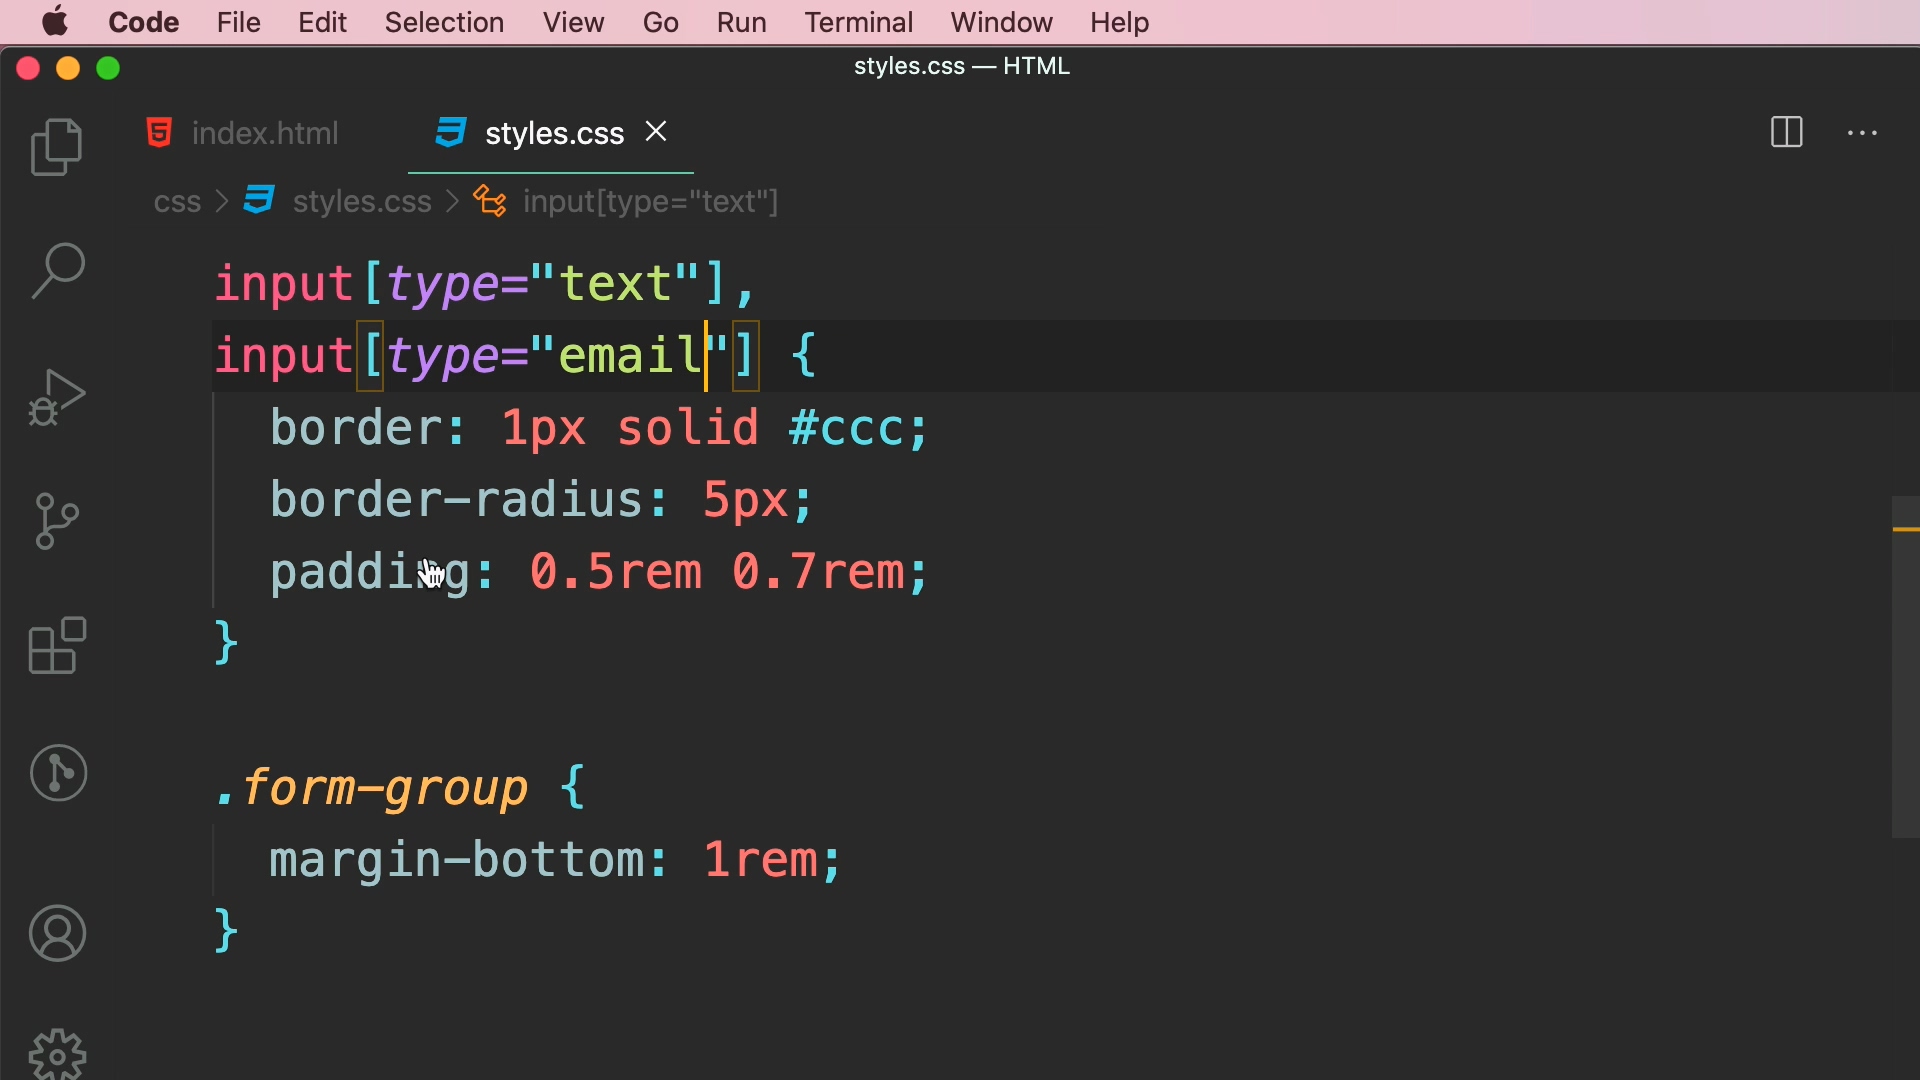 Code File Edit Selection View Go Run Terminal Window Help
styles.css — HTML
index.html styles.css
css > styles.css > input[type="text"]
input[type="text"],
input[type="email"] {
border: 1px solid #ccc;
border-radius: 5px;
padding: 0.5rem 0.7rem;
}
.form-group {
margin-bottom: 1rem;
}